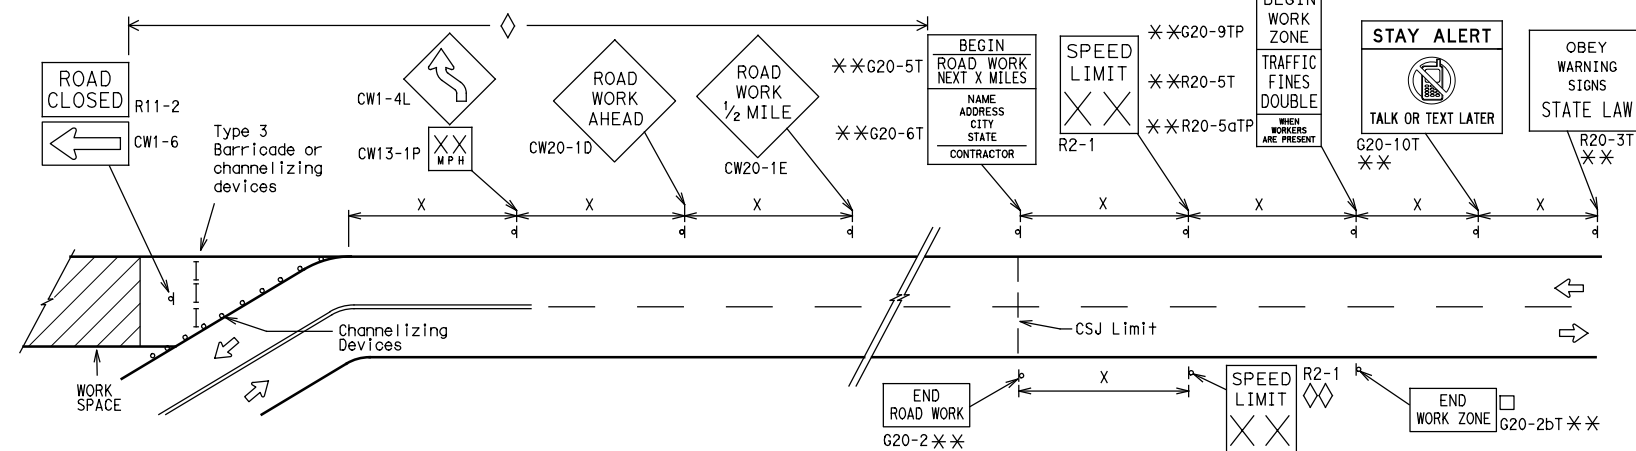 ROAD
CLOSED
R11-2
CW1-6
Type 3
Barricade or
channelizing
devices
CW1-4L
XX
MPH
CW13-1P
ROAD
WORK
AHEAD
CW20-1D
ROAD
WORK
1/2 MILE
CW20-1E
**G20-5T
BEGIN
ROAD WORK
NEXT X MILES
**G20-6T
NAME
ADDRESS
CITY
STATE
CONTRACTOR
SPEED
LIMIT
XX
R2-1
**G20-9TP
BEGIN
WORK
ZONE
**R20-5T
TRAFFIC
FINES
DOUBLE
**R20-5aTP
WHEN
WORKERS
ARE PRESENT
STAY ALERT
TALK OR TEXT LATER
G20-10T
**
OBEY
WARNING
SIGNS
STATE LAW
R20-3T
**
X
X
X
X
X
X
X
Channelizing
Devices
CSJ Limit
WORK
SPACE
END
ROAD WORK
G20-2**
X
SPEED
LIMIT
XX
R2-1
END
WORK ZONE
G20-2bT**